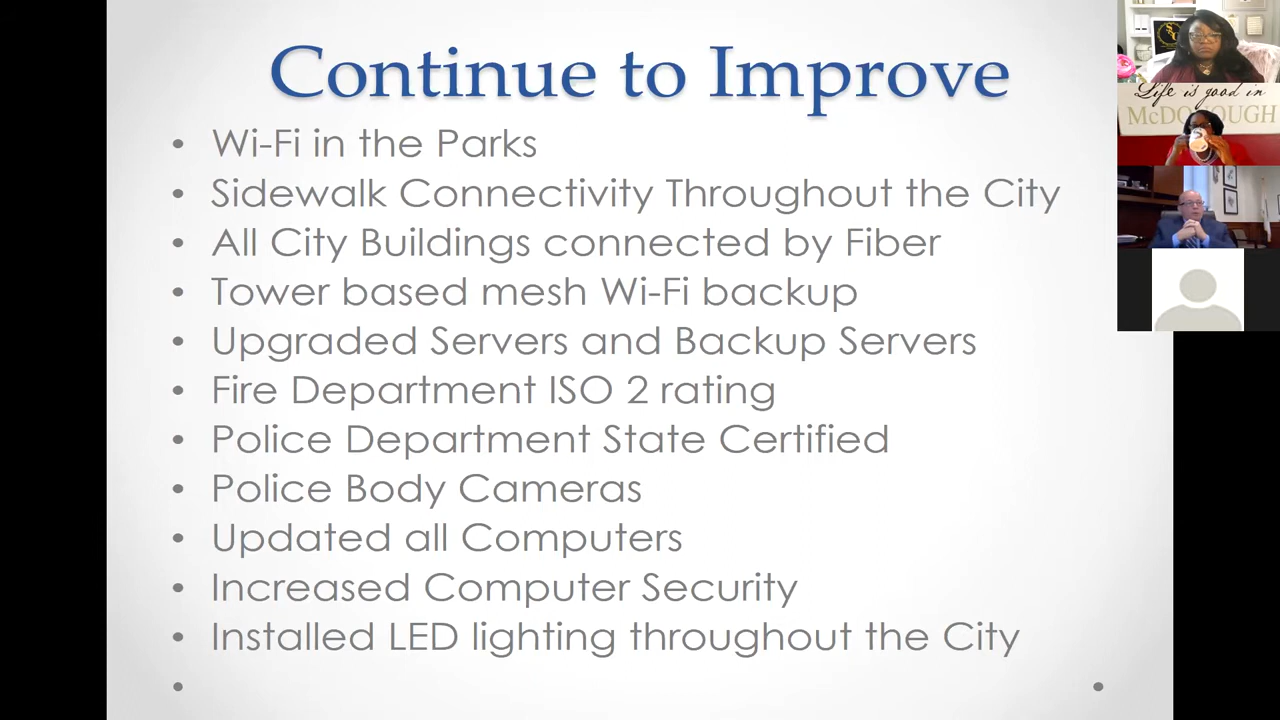 Continue to Improve
• Wi-Fi in the Parks
• Sidewalk Connectivity Throughout the City
• All City Buildings connected by Fiber
• Tower based mesh Wi-Fi backup
• Upgraded Servers and Backup Servers
• Fire Department ISO 2 rating
• Police Department State Certified
• Police Body Cameras
• Updated all Computers
• Increased Computer Security
• Installed LED lighting throughout the City
Life is good in
McDONOUGH